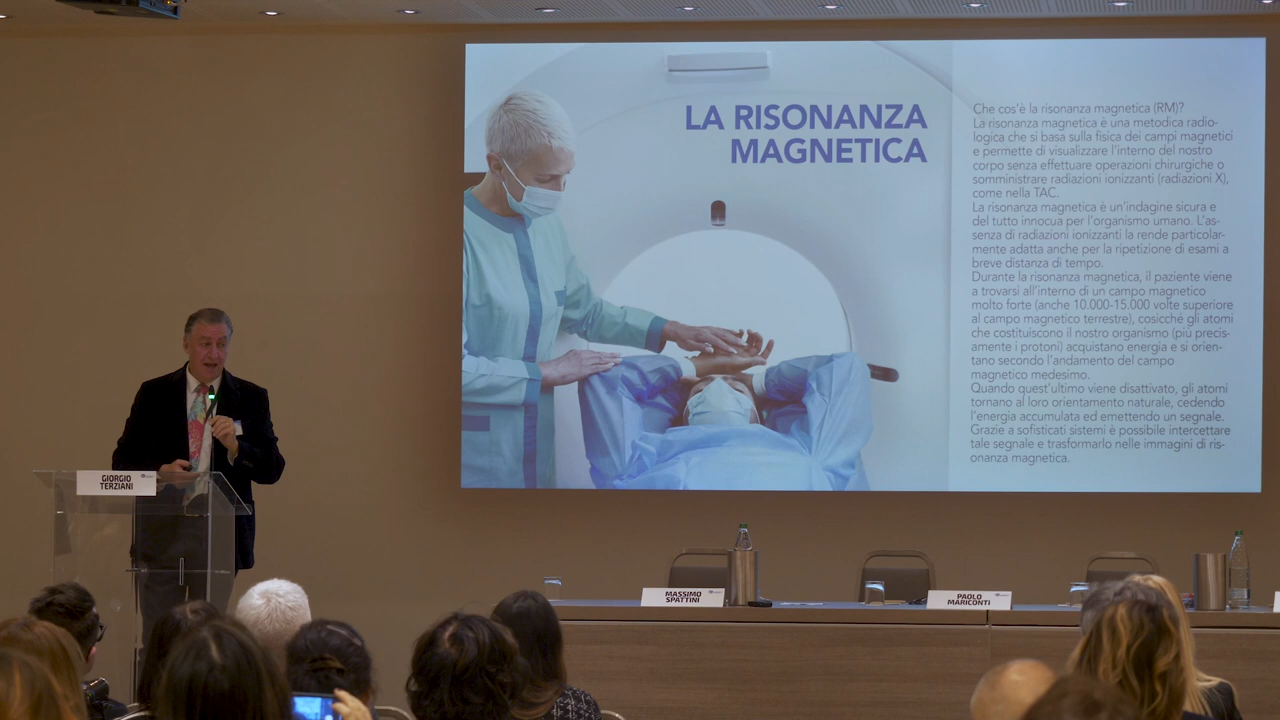 LA RISONANZA
MAGNETICA
Che cos'è la risonanza magnetica (RM)?
La risonanza magnetica è una metodica radio-
logica che si basa sulla fisica dei campi magnetici
e permette di visualizzare l'interno del nostro
corpo senza effettuare operazioni chirurgiche o
somministrare radiazioni ionizzanti (radiazioni X),
come nella TAC.
La risonanza magnetica è un'indagine sicura e
del tutto innocua per l'organismo umano. L'as-
senza di radiazioni ionizzanti la rende particolar-
mente adatta anche per la ripetizione di esami a
breve distanza di tempo.
Durante la risonanza magnetica, il paziente viene
a trovarsi all'interno di un campo magnetico
molto forte (anche 10.000-15.000 volte superiore
al campo magnetico terrestre), cosicché gli atomi
che costituiscono il nostro organismo (più precis-
amente i protoni) acquistano energia e si orien-
tano secondo l'andamento del campo
magnetico medesimo.
Quando quest'ultimo viene disattivato, gli atomi
tornano al loro orientamento naturale, cedendo
l'energia accumulata ed emettendo un segnale.
Grazie a sofisticati sistemi è possibile intercettare
tale segnale e trasformarlo nelle immagini di ris-
onanza magnetica.
GIORGIO
TERZIANI
MASSIMO
SPATTINI
PAOLO
MARICONTI